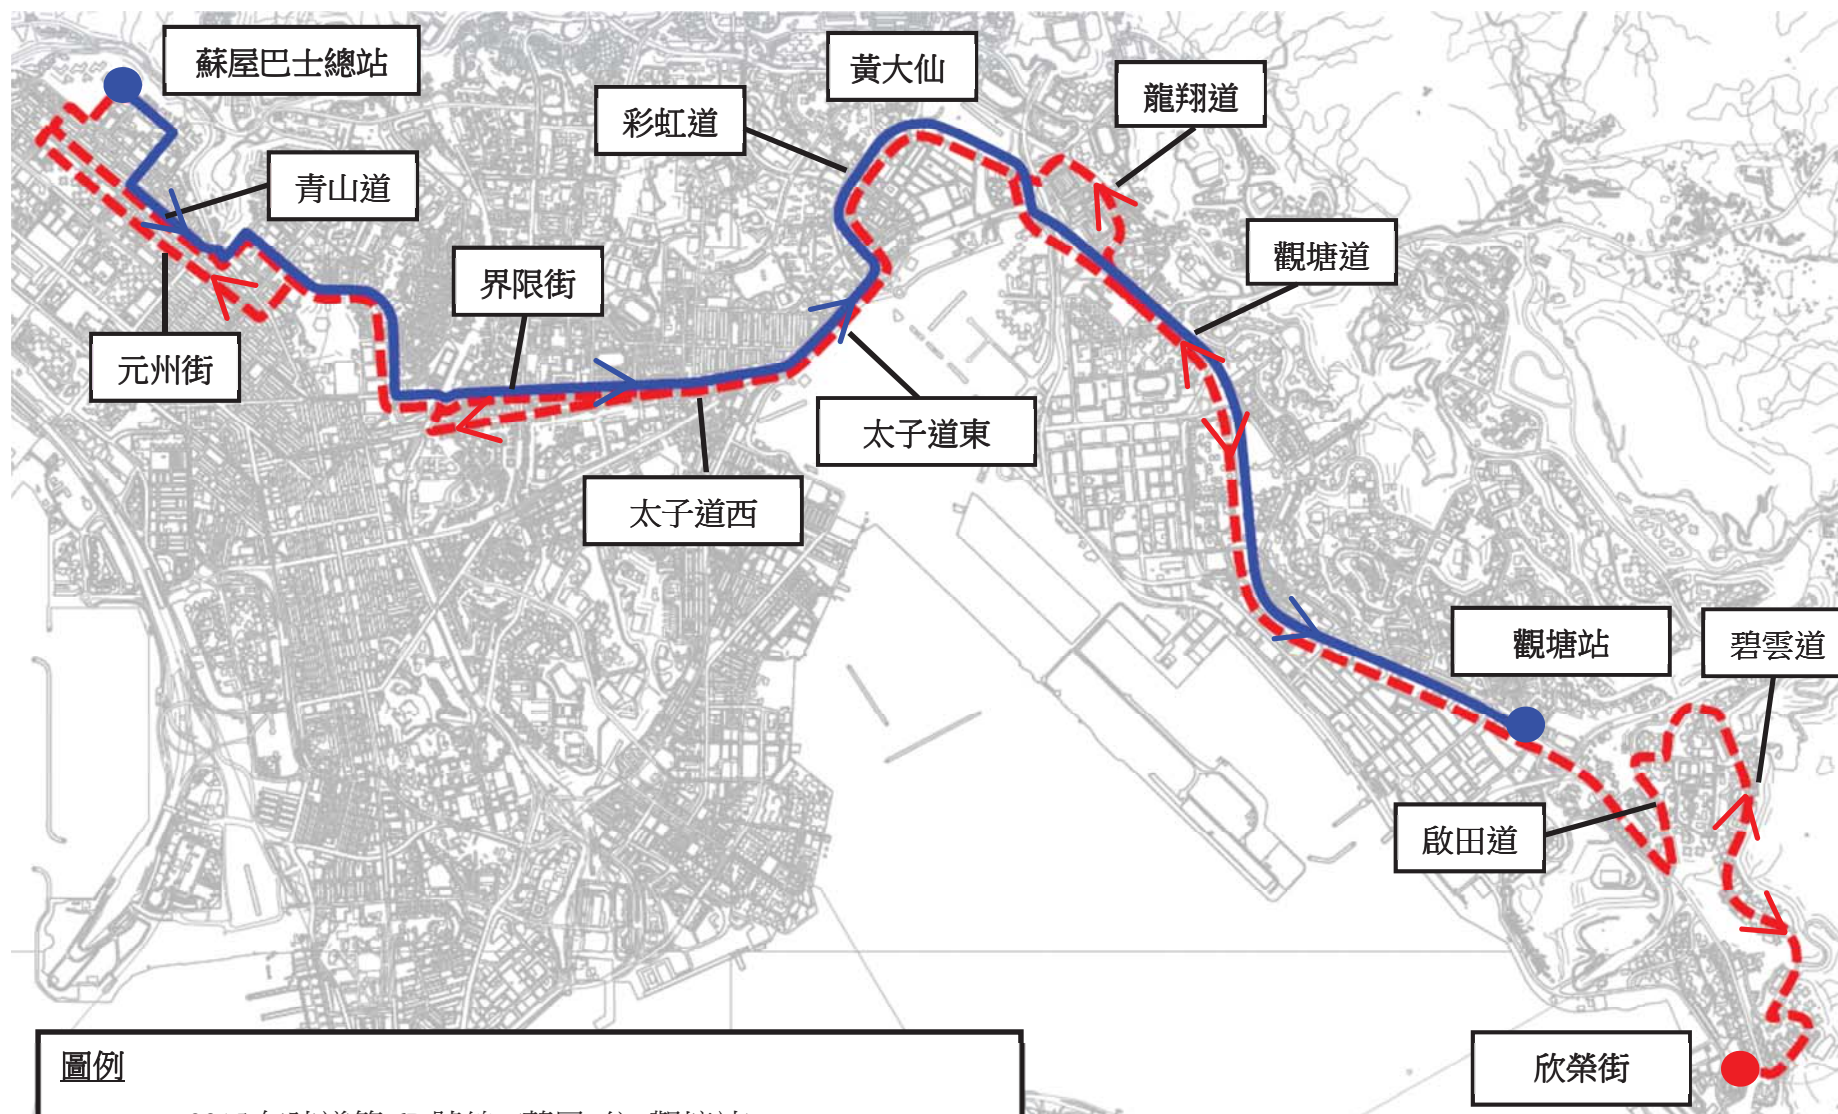 蘇屋巴士總站
黃大仙
龍翔道
彩虹道
青山道
觀塘道
界限街
元州街
太子道東
太子道西
觀塘站
碧雲道
啟田道
欣榮街
圖例